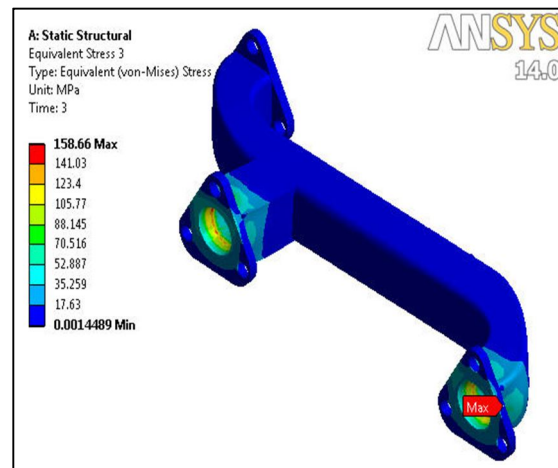 A: Static Structural
Equivalent Stress 3
Type: Equivalent (von-Mises) Stress
Unit: MPa
Time: 3
158.66 Max
141.03
123.4
105.77
88.145
70.516
52.887
35.259
17.63
0.0014489 Min
ANSYS
14.0
Max